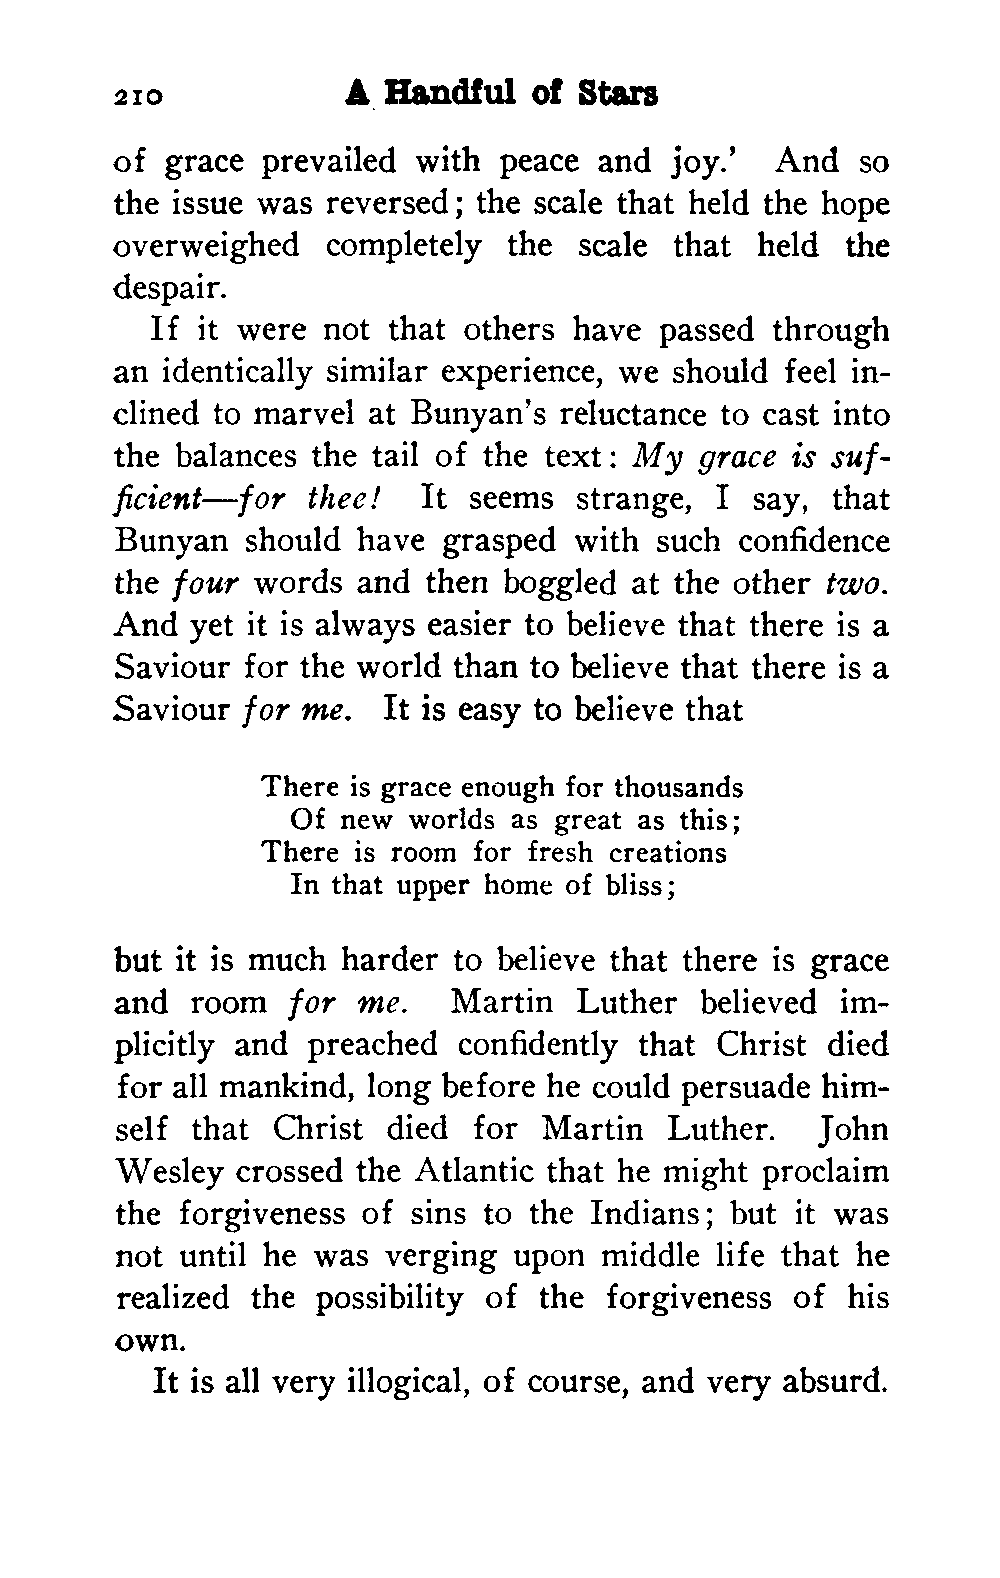 210 A Handful of Stars
of grace prevailed with peace and joy.’ And so
the issue was reversed; the scale that held the hope
overweighed completely the scale that held the
despair.
If it were not that others have passed through
an identically similar experience, we should feel in-
clined to marvel at Bunyan’s reluctance to cast into
the balances the tail of the text: My grace is suf-
ficient—for thee! It seems strange, I say, that
Bunyan should have grasped with such confidence
the four words and then boggled at the other two.
And yet it is always easier to believe that there is a
Saviour for the world than to believe that there is a
Saviour for me. It is easy to believe that
There is grace enough for thousands
Of new worlds as great as this;
There is room for fresh creations
In that upper home of bliss;
but it is much harder to believe that there is grace
and room for me. Martin Luther believed im-
plicitly and preached confidently that Christ died
for all mankind, long before he could persuade him-
self that Christ died for Martin Luther. John
Wesley crossed the Atlantic that he might proclaim
the forgiveness of sins to the Indians; but it was
not until he was verging upon middle life that he
realized the possibility of the forgiveness of his
own.
It is all very illogical, of course, and very absurd.